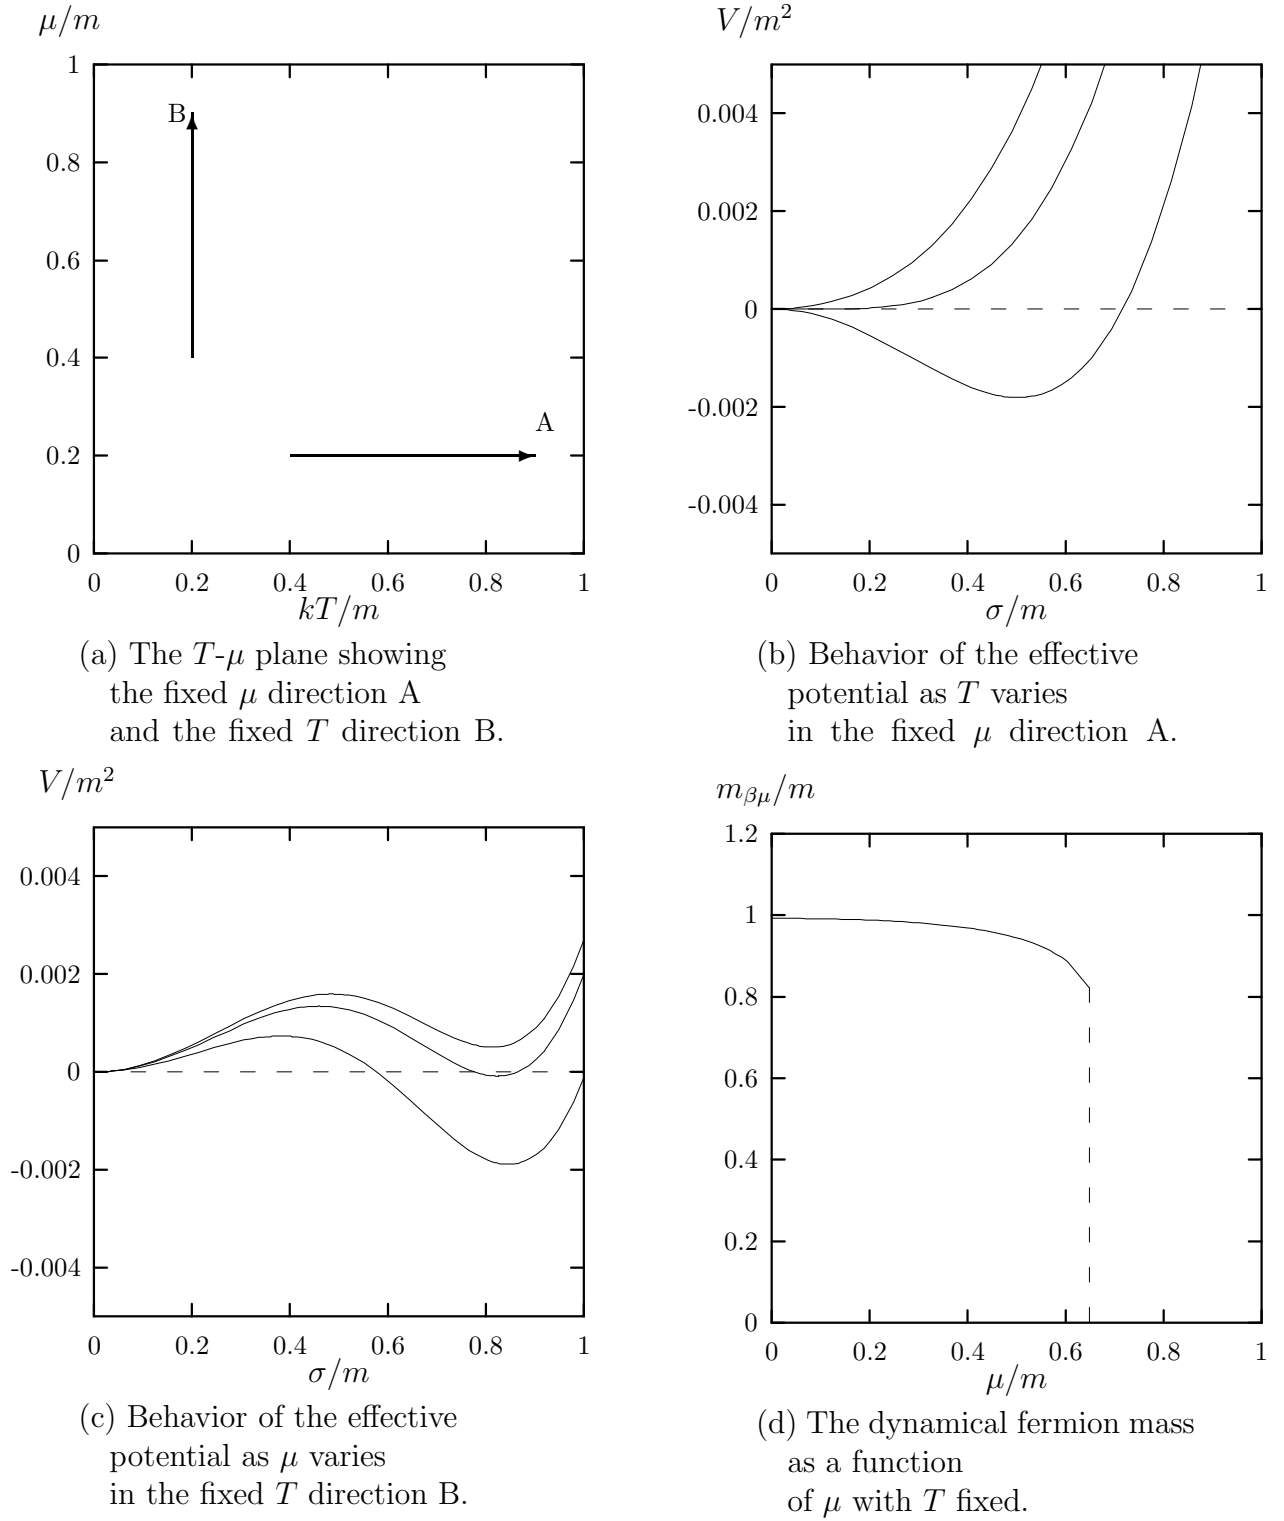 μ/m
1
0.8
0.6
0.4
0.2
0
B
A
0 0.2 0.4 0.6 0.8 1
kT/m
(a) The T-μ plane showing
the fixed μ direction A
and the fixed T direction B.
V/m²
0.004
0.002
0
-0.002
-0.004
0 0.2 0.4 0.6 0.8 1
σ/m
(b) Behavior of the effective
potential as T varies
in the fixed μ direction A.
V/m²
0.004
0.002
0
-0.002
-0.004
0 0.2 0.4 0.6 0.8 1
σ/m
(c) Behavior of the effective
potential as μ varies
in the fixed T direction B.
m_{βμ}/m
1.2
1
0.8
0.6
0.4
0.2
0
0 0.2 0.4 0.6 0.8 1
μ/m
(d) The dynamical fermion mass
as a function
of μ with T fixed.